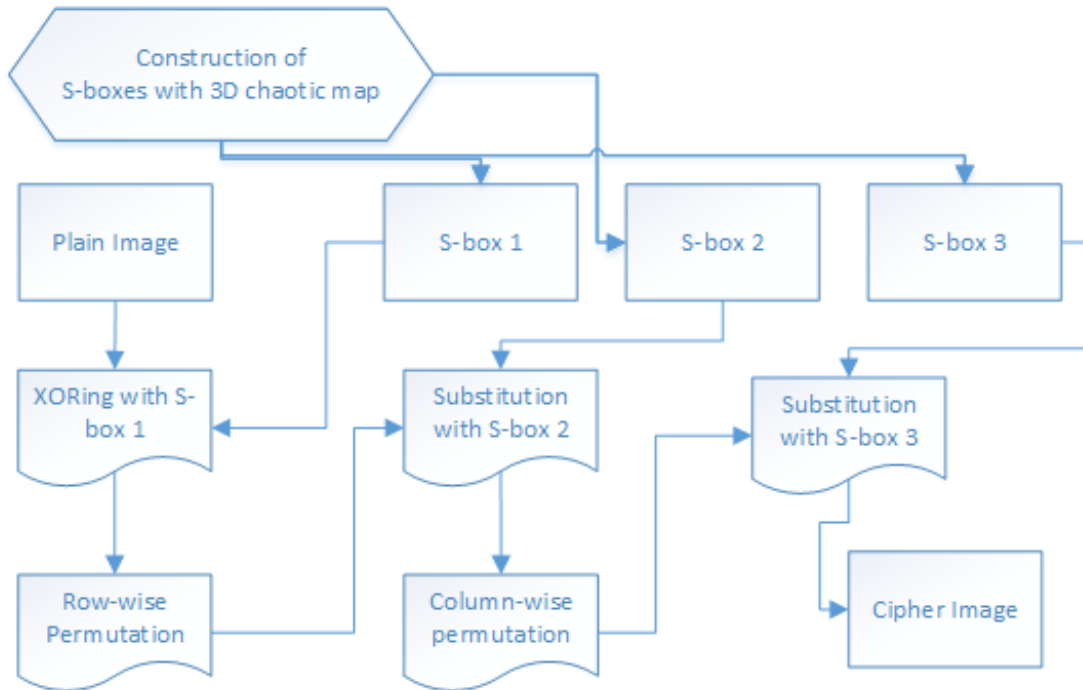 Construction of
S-boxes with 3D chaotic map
Plain Image
S-box 1
S-box 2
S-box 3
XORing with S-
box 1
Substitution
with S-box 2
Substitution
with S-box 3
Row-wise
Permutation
Column-wise
permutation
Cipher Image